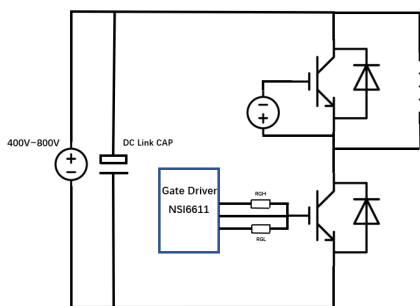 400V-800V
DC Link CAP
Gate Driver
NSI6611
RGH
RGL